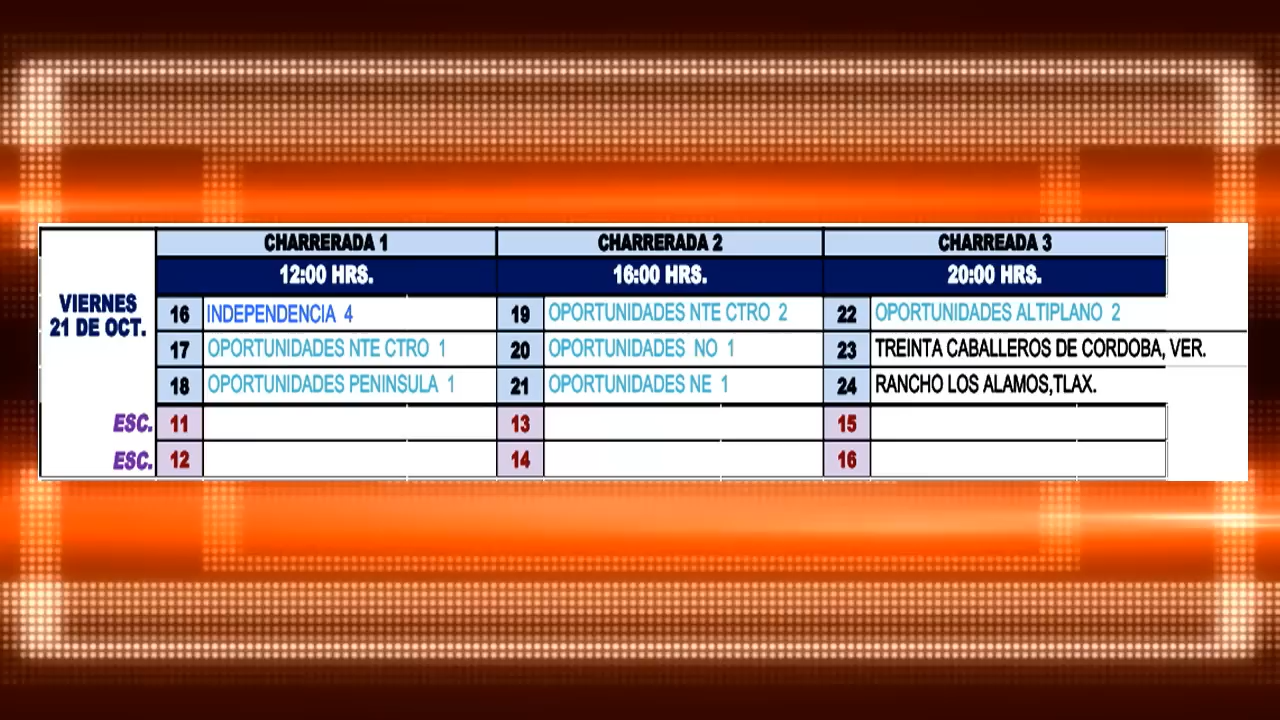 CHARRERADA 1 CHARRERADA 2 CHARREADA 3
12:00 HRS. 16:00 HRS. 20:00 HRS.
VIERNES
21 DE OCT.
16 INDEPENDENCIA 4 19 OPORTUNIDADES NTE CTRO 2 22 OPORTUNIDADES ALTIPLANO 2
17 OPORTUNIDADES NTE CTRO 1 20 OPORTUNIDADES NO 1 23 TREINTA CABALLEROS DE CORDOBA, VER.
18 OPORTUNIDADES PENINSULA 1 21 OPORTUNIDADES NE 1 24 RANCHO LOS ALAMOS,TLAX.
ESC. 11 13 15
ESC. 12 14 16